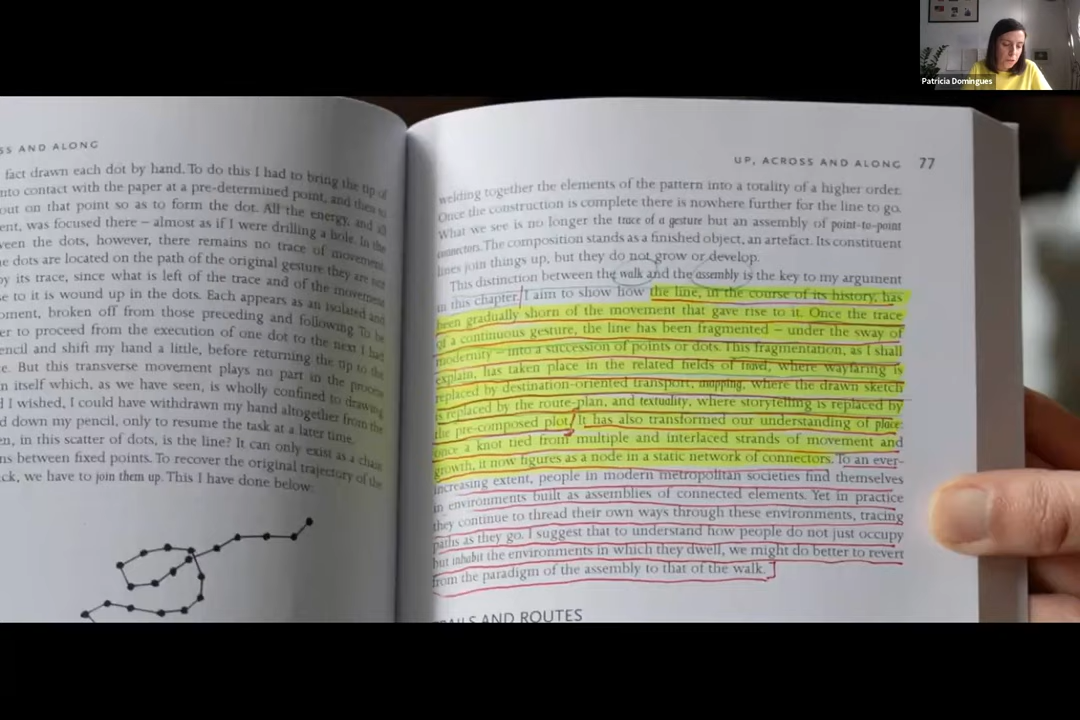 Patricia Domingues
SS AND ALONG
fact drawn each dot by hand. To do this I had to bring the tip of
nto contact with the paper at a pre-determined point, and then to
out on that point so as to form the dot. All the energy, and all
ent, was focused there – almost as if I were drilling a hole. In the
veen the dots, however, there remains no trace of movement.
e dots are located on the path of the original gesture they are not
by its trace, since what is left of the trace and of the movement
se to it is wound up in the dots. Each appears as an isolated and
oment, broken off from those preceding and following. To be
er to proceed from the execution of one dot to the next I had
encil and shift my hand a little, before returning the tip to the
e. But this transverse movement plays no part in the process
n itself which, as we have seen, is wholly confined to drawing
d I wished, I could have withdrawn my hand altogether from the
d down my pencil, only to resume the task at a later time.
en, in this scatter of dots, is the line? It can only exist as a chain
ns between fixed points. To recover the original trajectory of the
ck, we have to join them up. This I have done below:
UP, ACROSS AND ALONG 77
welding together the elements of the pattern into a totality of a higher order.
Once the construction is complete there is nowhere further for the line to go.
What we see is no longer the trace of a gesture but an assembly of point-to-point
connectors. The composition stands as a finished object, an artefact. Its constituent
lines join things up, but they do not grow or develop.
This distinction between the walk and the assembly is the key to my argument
in this chapter. I aim to show how the line, in the course of its history, has
been gradually shorn of the movement that gave rise to it. Once the trace
of a continuous gesture, the line has been fragmented – under the sway of
modernity – into a succession of points or dots. This fragmentation, as I shall
explain, has taken place in the related fields of travel, where wayfaring is
replaced by destination-oriented transport, mapping, where the drawn sketch
is replaced by the route-plan, and textuality, where storytelling is replaced by
the pre-composed plot. It has also transformed our understanding of place:
once a knot tied from multiple and interlaced strands of movement and
growth, it now figures as a node in a static network of connectors. To an ever-
increasing extent, people in modern metropolitan societies find themselves
in environments built as assemblies of connected elements. Yet in practice
they continue to thread their own ways through these environments, tracing
paths as they go. I suggest that to understand how people do not just occupy
but inhabit the environments in which they dwell, we might do better to revert
from the paradigm of the assembly to that of the walk.
AILS AND ROUTES